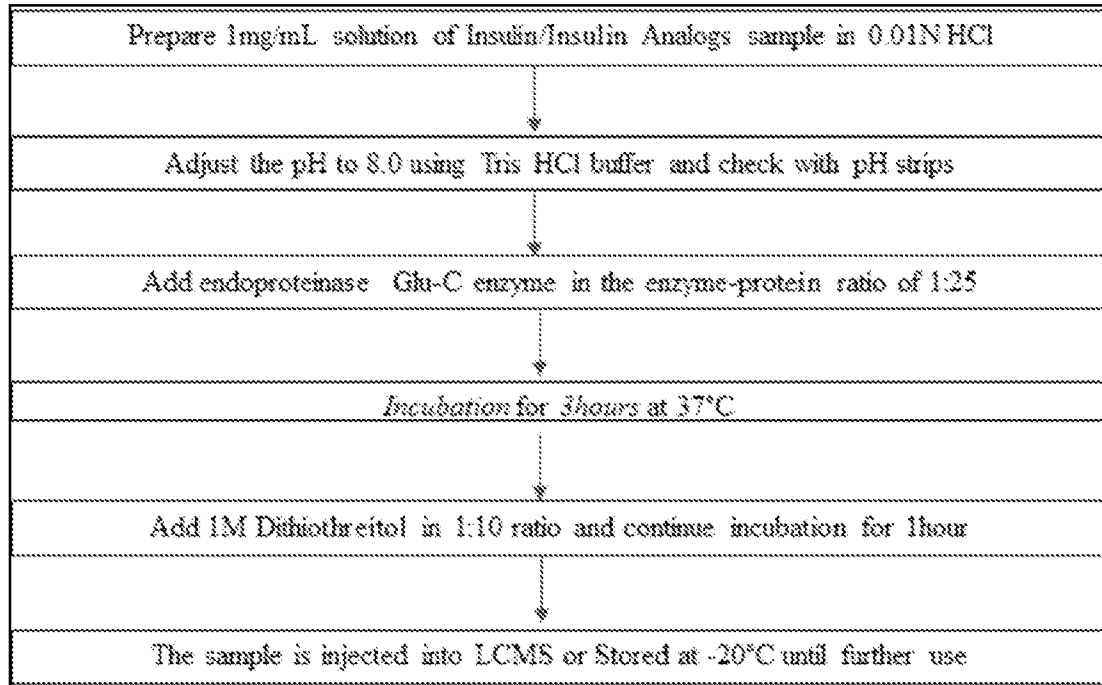 Prepare 1mg/mL solution of Insulin/Insulin Analogs sample in 0.01N HCl
Adjust the pH to 8.0 using Tris HCl buffer and check with pH strips
Add endoproteinase Glu-C enzyme in the enzyme-protein ratio of 1:25
Incubation for 3hours at 37°C
Add 1M Dithiothreitol in 1:10 ratio and continue incubation for 1hour
The sample is injected into LCMS or Stored at -20°C until further use